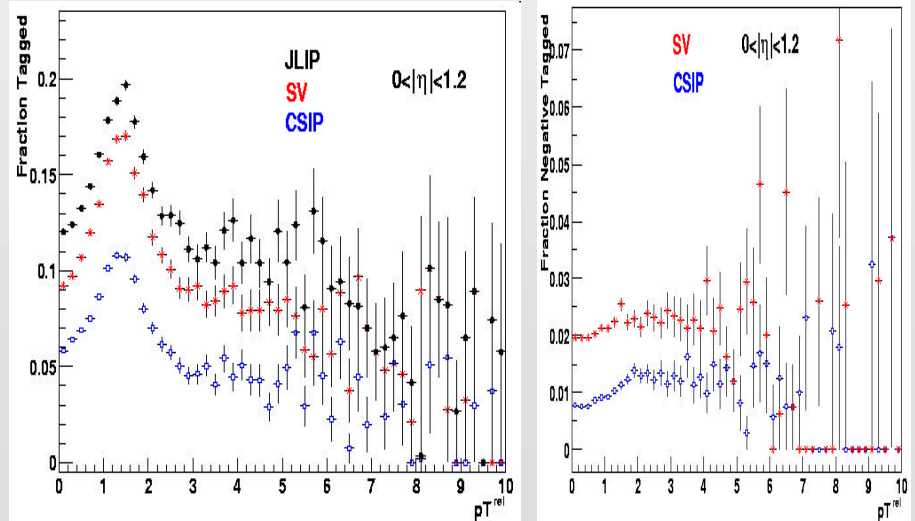 Fraction Tagged
JLIP
SV
CSIP
0<|η|<1.2
0.2
0.15
0.1
0.05
0
0 1 2 3 4 5 6 7 8 9 10
pT^rel
Fraction Negative Tagged
SV
CSIP
0<|η|<1.2
0.07
0.06
0.05
0.04
0.03
0.02
0.01
0
0 1 2 3 4 5 6 7 8 9 10
pT^rel